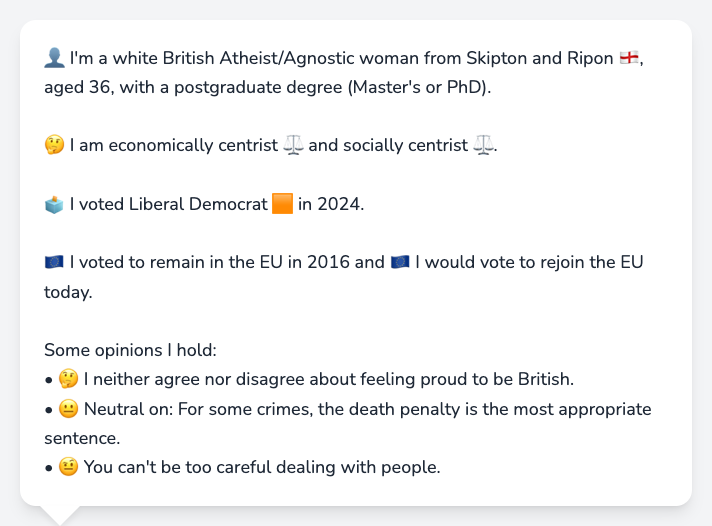 👤 I'm a white British Atheist/Agnostic woman from Skipton and Ripon 🏴󠁧󠁢󠁥󠁮󠁧󠁿,
aged 36, with a postgraduate degree (Master's or PhD).
🤔 I am economically centrist ⚖️ and socially centrist ⚖️.
🗳️ I voted Liberal Democrat 🟧 in 2024.
🇪🇺 I voted to remain in the EU in 2016 and 🇪🇺 I would vote to rejoin the EU
today.
Some opinions I hold:
• 🤔 I neither agree nor disagree about feeling proud to be British.
• 😐 Neutral on: For some crimes, the death penalty is the most appropriate
sentence.
• 🤨 You can't be too careful dealing with people.